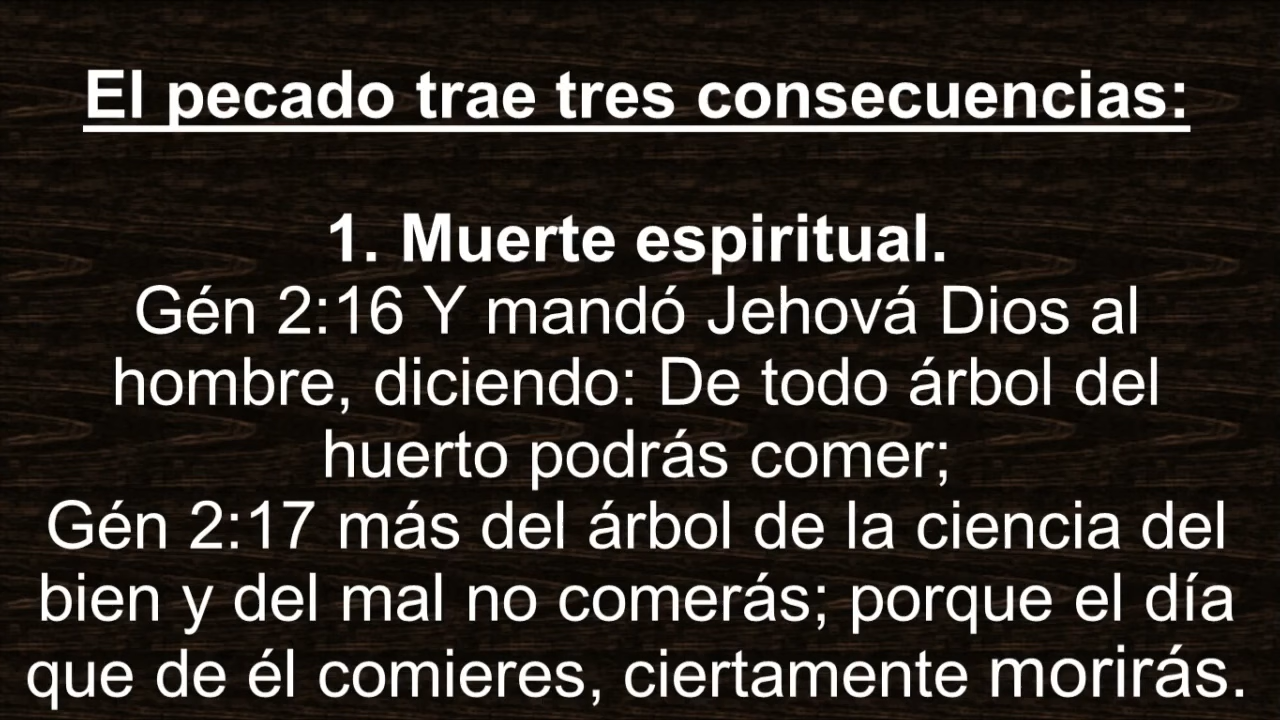 El pecado trae tres consecuencias:
1. Muerte espiritual.
Gén 2:16 Y mandó Jehová Dios al
hombre, diciendo: De todo árbol del
huerto podrás comer;
Gén 2:17 más del árbol de la ciencia del
bien y del mal no comerás; porque el día
que de él comieres, ciertamente morirás.